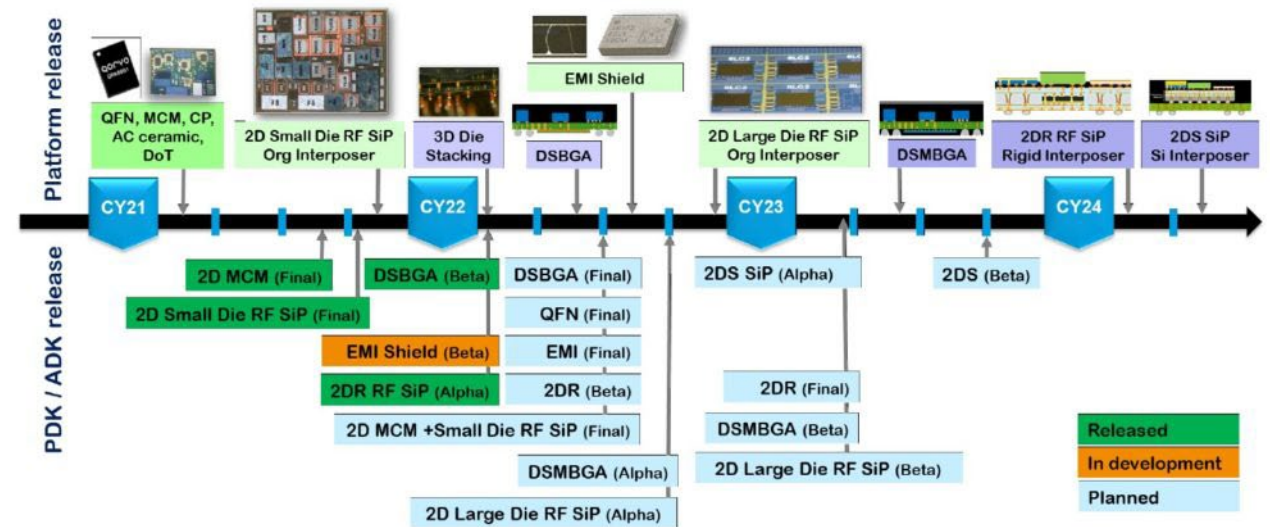 Platform release
QORVO
QFN, MCM, CP,
AC ceramic,
DoT
2D Small Die RF SiP
Org Interposer
3D Die
Stacking
DSBGA
EMI Shield
2D Large Die RF SiP
Org Interposer
DSMBGA
2DR RF SiP
Rigid Interposer
2DS SiP
Si Interposer
CY21
CY22
CY23
CY24
PDK / ADK release
2D MCM (Final)
2D Small Die RF SiP (Final)
DSBGA (Beta)
EMI Shield (Beta)
2DR RF SiP (Alpha)
DSBGA (Final)
QFN (Final)
EMI (Final)
2DR (Beta)
2D MCM +Small Die RF SiP (Final)
DSMBGA (Alpha)
2D Large Die RF SiP (Alpha)
2DS SiP (Alpha)
2DR (Final)
DSMBGA (Beta)
2D Large Die RF SiP (Beta)
2DS (Beta)
Released
In development
Planned